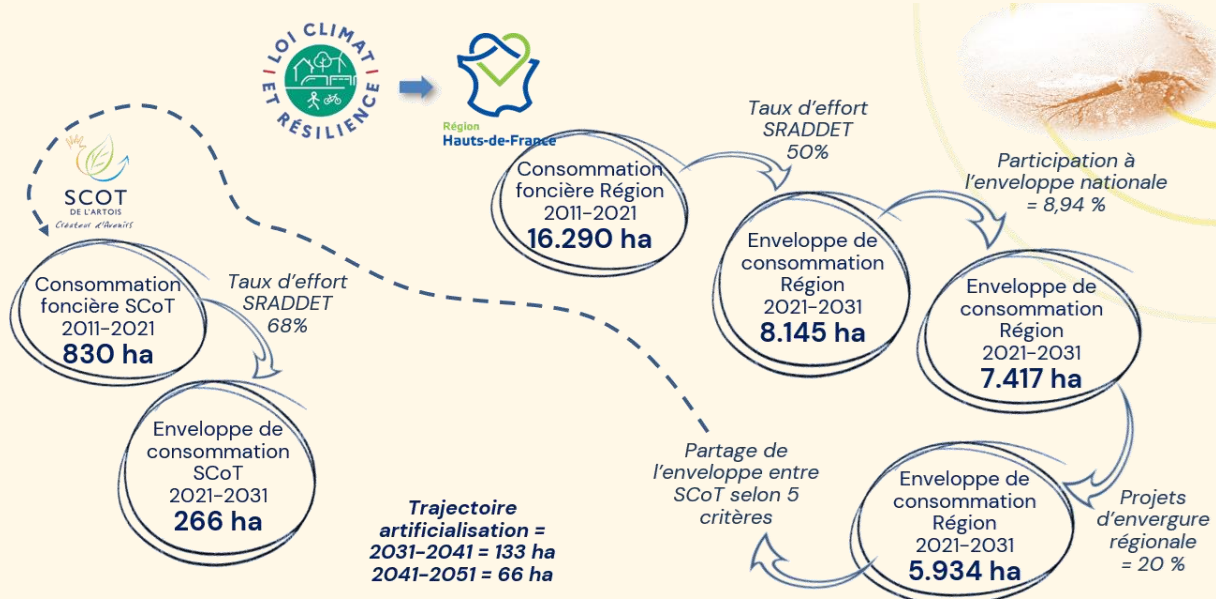 LOI CLIMAT
ET RÉSILIENCE
Région
Hauts-de-France
Consommation
foncière Région
2011-2021
16.290 ha
Taux d'effort
SRADDET
50%
Enveloppe de
consommation
Région
2021-2031
8.145 ha
Participation à
l'enveloppe nationale
= 8,94 %
Enveloppe de
consommation
Région
2021-2031
7.417 ha
Projets
d'envergure
régionale
= 20 %
Enveloppe de
consommation
Région
2021-2031
5.934 ha
Partage de
l'enveloppe entre
SCoT selon 5
critères
SCOT
DE L'ARTOIS
Créateur d'Avenirs
Consommation
foncière SCoT
2011-2021
830 ha
Taux d'effort
SRADDET
68%
Enveloppe de
consommation
SCoT
2021-2031
266 ha
Trajectoire
artificialisation =
2031-2041 = 133 ha
2041-2051 = 66 ha